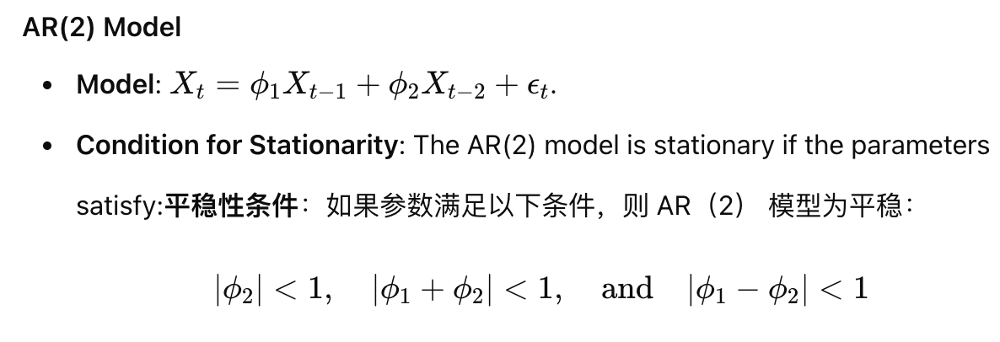 AR(2) Model
• Model: $X_t = \phi_1 X_{t-1} + \phi_2 X_{t-2} + \epsilon_t.$
• Condition for Stationarity: The AR(2) model is stationary if the parameters
satisfy:平稳性条件：如果参数满足以下条件，则 AR（2） 模型为平稳：
$|\phi_2| < 1, \quad |\phi_1 + \phi_2| < 1, \quad \text{and} \quad |\phi_1 - \phi_2| < 1$